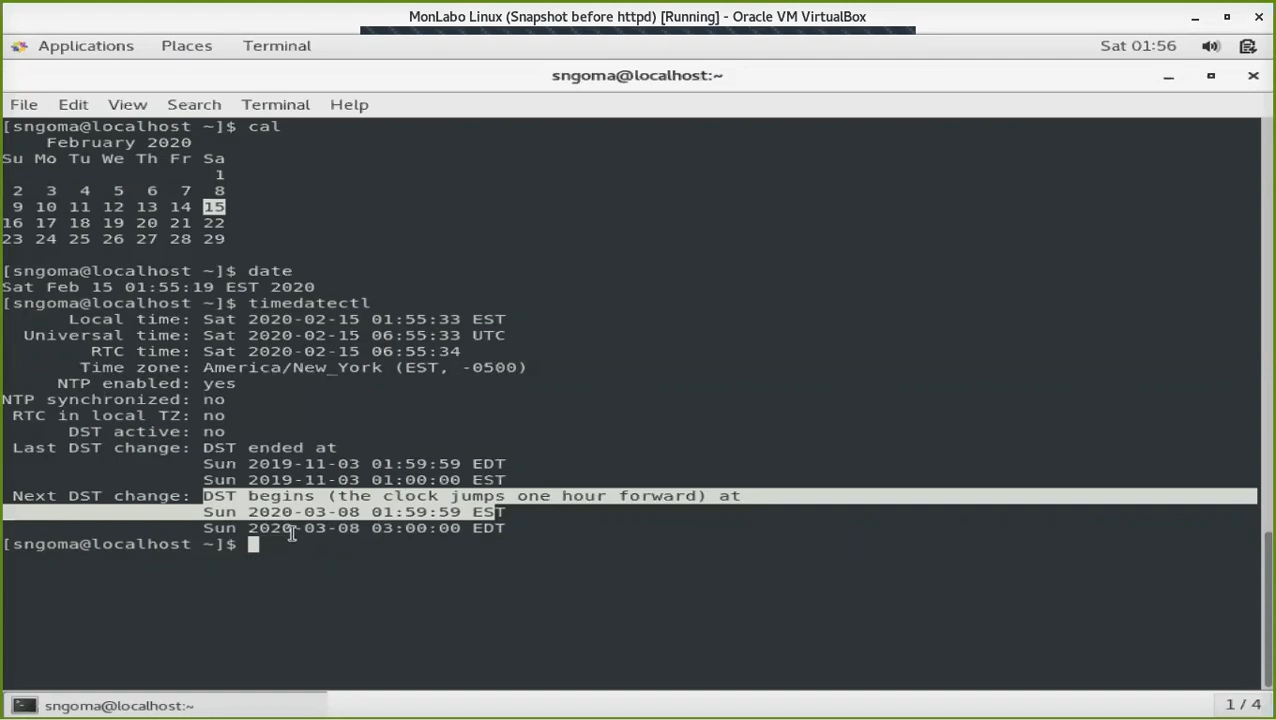 MonLabo Linux (Snapshot before httpd) [Running] - Oracle VM VirtualBox
Applications Places Terminal Sat 01:56
sngoma@localhost:~
File Edit View Search Terminal Help
[sngoma@localhost ~]$ cal
February 2020
Su Mo Tu We Th Fr Sa
1
2 3 4 5 6 7 8
9 10 11 12 13 14 15
16 17 18 19 20 21 22
23 24 25 26 27 28 29
[sngoma@localhost ~]$ date
Sat Feb 15 01:55:19 EST 2020
[sngoma@localhost ~]$ timedatectl
Local time: Sat 2020-02-15 01:55:33 EST
Universal time: Sat 2020-02-15 06:55:33 UTC
RTC time: Sat 2020-02-15 06:55:34
Time zone: America/New_York (EST, -0500)
NTP enabled: yes
NTP synchronized: no
RTC in local TZ: no
DST active: no
Last DST change: DST ended at
Sun 2019-11-03 01:59:59 EDT
Sun 2019-11-03 01:00:00 EST
Next DST change: DST begins (the clock jumps one hour forward) at
Sun 2020-03-08 01:59:59 EST
Sun 2020-03-08 03:00:00 EDT
[sngoma@localhost ~]$
sngoma@localhost:~ 1 / 4